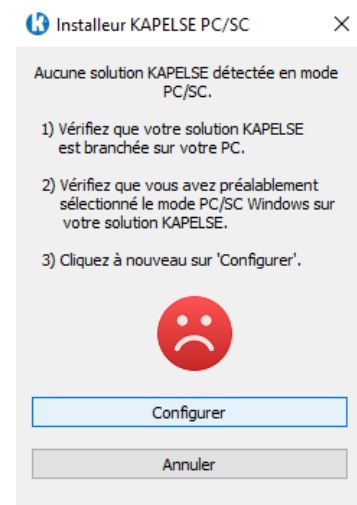 Installeur KAPELSE PC/SC
Aucune solution KAPELSE détectée en mode
PC/SC.
1) Vérifiez que votre solution KAPELSE
est branchée sur votre PC.
2) Vérifiez que vous avez préalablement
sélectionné le mode PC/SC Windows sur
votre solution KAPELSE.
3) Cliquez à nouveau sur 'Configurer'.
Configurer
Annuler